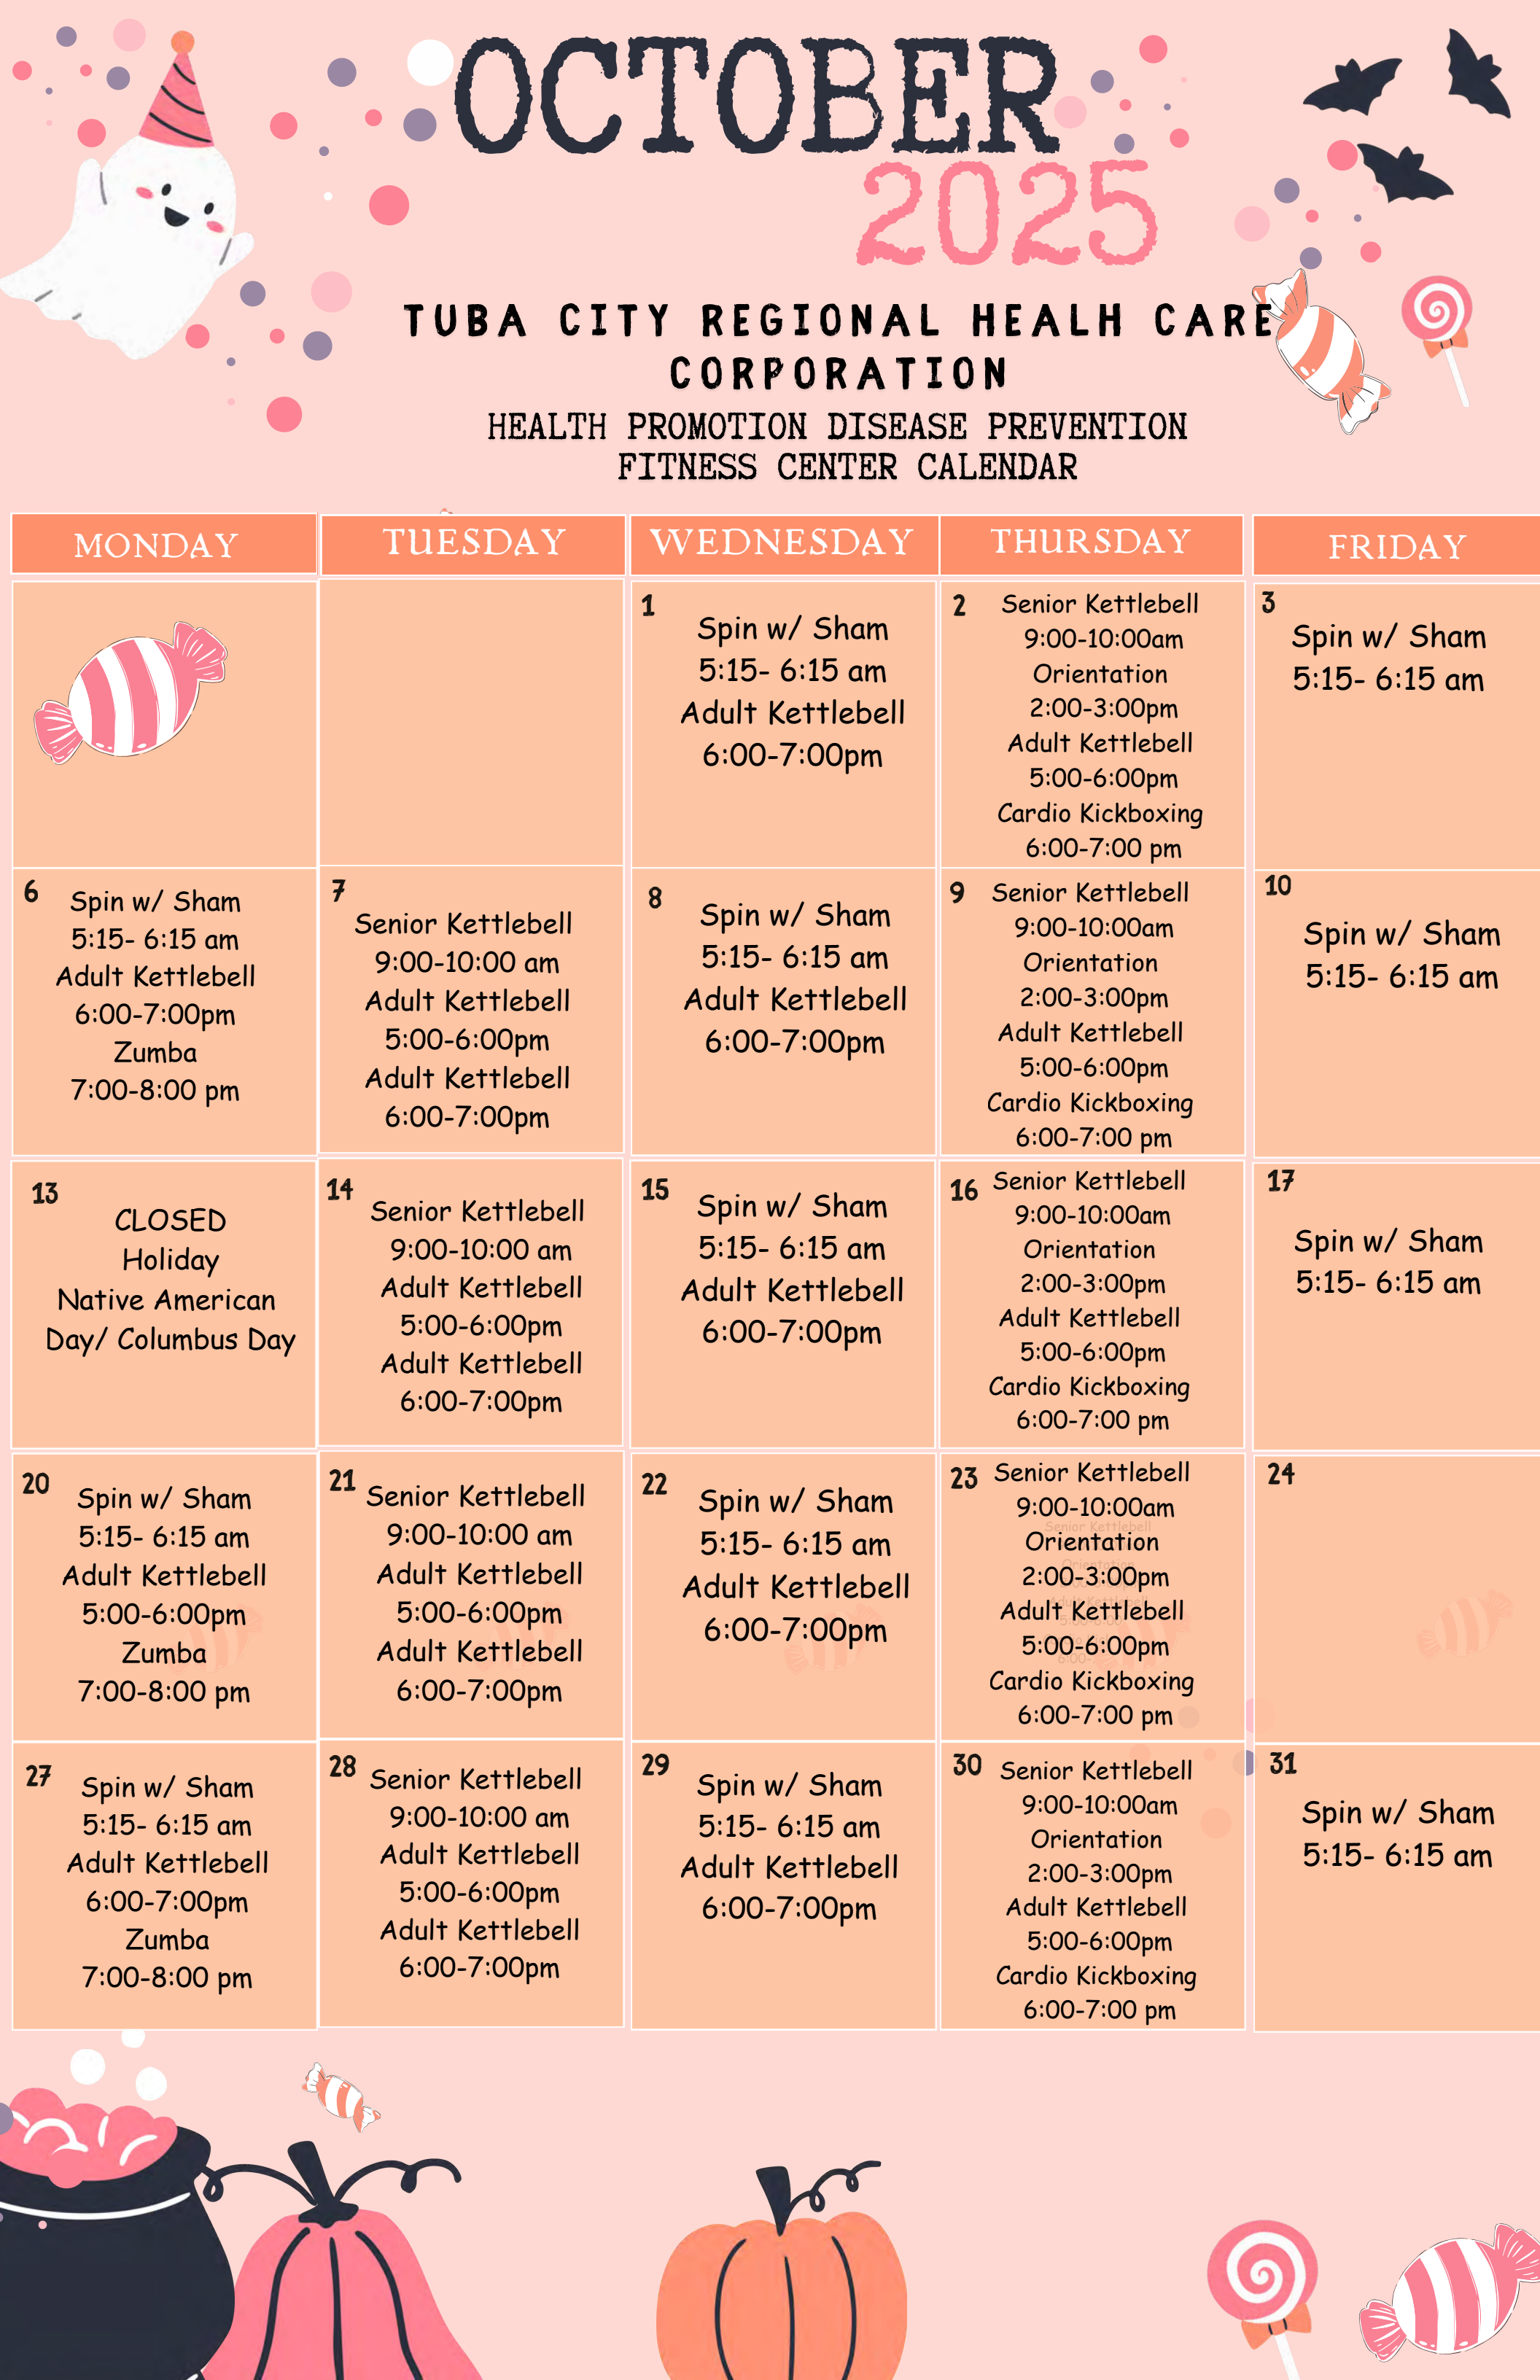 OCTOBER
2025
TUBA CITY REGIONAL HEALH CARE
CORPORATION
HEALTH PROMOTION DISEASE PREVENTION
FITNESS CENTER CALENDAR
MONDAY
TUESDAY
WEDNESDAY
THURSDAY
FRIDAY
1
Spin w/ Sham
5:15- 6:15 am
Adult Kettlebell
6:00-7:00pm
2
Senior Kettlebell
9:00-10:00am
Orientation
2:00-3:00pm
Adult Kettlebell
5:00-6:00pm
Cardio Kickboxing
6:00-7:00 pm
3
Spin w/ Sham
5:15- 6:15 am
6
Spin w/ Sham
5:15- 6:15 am
Adult Kettlebell
6:00-7:00pm
Zumba
7:00-8:00 pm
7
Senior Kettlebell
9:00-10:00 am
Adult Kettlebell
5:00-6:00pm
Adult Kettlebell
6:00-7:00pm
8
Spin w/ Sham
5:15- 6:15 am
Adult Kettlebell
6:00-7:00pm
9
Senior Kettlebell
9:00-10:00am
Orientation
2:00-3:00pm
Adult Kettlebell
5:00-6:00pm
Cardio Kickboxing
6:00-7:00 pm
10
Spin w/ Sham
5:15- 6:15 am
13
CLOSED
Holiday
Native American
Day/ Columbus Day
14
Senior Kettlebell
9:00-10:00 am
Adult Kettlebell
5:00-6:00pm
Adult Kettlebell
6:00-7:00pm
15
Spin w/ Sham
5:15- 6:15 am
Adult Kettlebell
6:00-7:00pm
16
Senior Kettlebell
9:00-10:00am
Orientation
2:00-3:00pm
Adult Kettlebell
5:00-6:00pm
Cardio Kickboxing
6:00-7:00 pm
17
Spin w/ Sham
5:15- 6:15 am
20
Spin w/ Sham
5:15- 6:15 am
Adult Kettlebell
5:00-6:00pm
Zumba
7:00-8:00 pm
21
Senior Kettlebell
9:00-10:00 am
Adult Kettlebell
5:00-6:00pm
Adult Kettlebell
6:00-7:00pm
22
Spin w/ Sham
5:15- 6:15 am
Adult Kettlebell
6:00-7:00pm
23
Senior Kettlebell
9:00-10:00am
Senior Kettlebell
Orientation
Orientation
2:00-3:00pm
Adult Kettlebell
5:00-6:00pm
Cardio Kickboxing
6:00-7:00 pm
24
27
Spin w/ Sham
5:15- 6:15 am
Adult Kettlebell
6:00-7:00pm
Zumba
7:00-8:00 pm
28
Senior Kettlebell
9:00-10:00 am
Adult Kettlebell
5:00-6:00pm
Adult Kettlebell
6:00-7:00pm
29
Spin w/ Sham
5:15- 6:15 am
Adult Kettlebell
6:00-7:00pm
30
Senior Kettlebell
9:00-10:00am
Orientation
2:00-3:00pm
Adult Kettlebell
5:00-6:00pm
Cardio Kickboxing
6:00-7:00 pm
31
Spin w/ Sham
5:15- 6:15 am